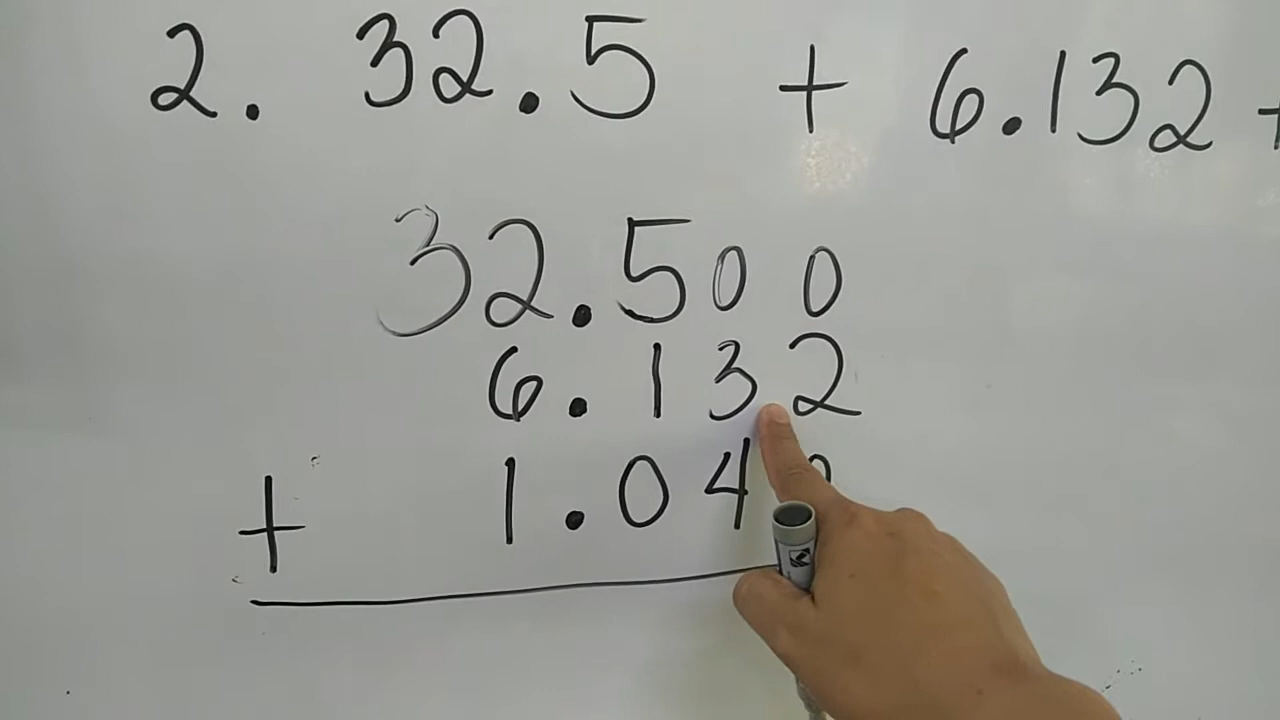 2. 32.5 + 6.132 +
32.500
6.132
+ 1.04